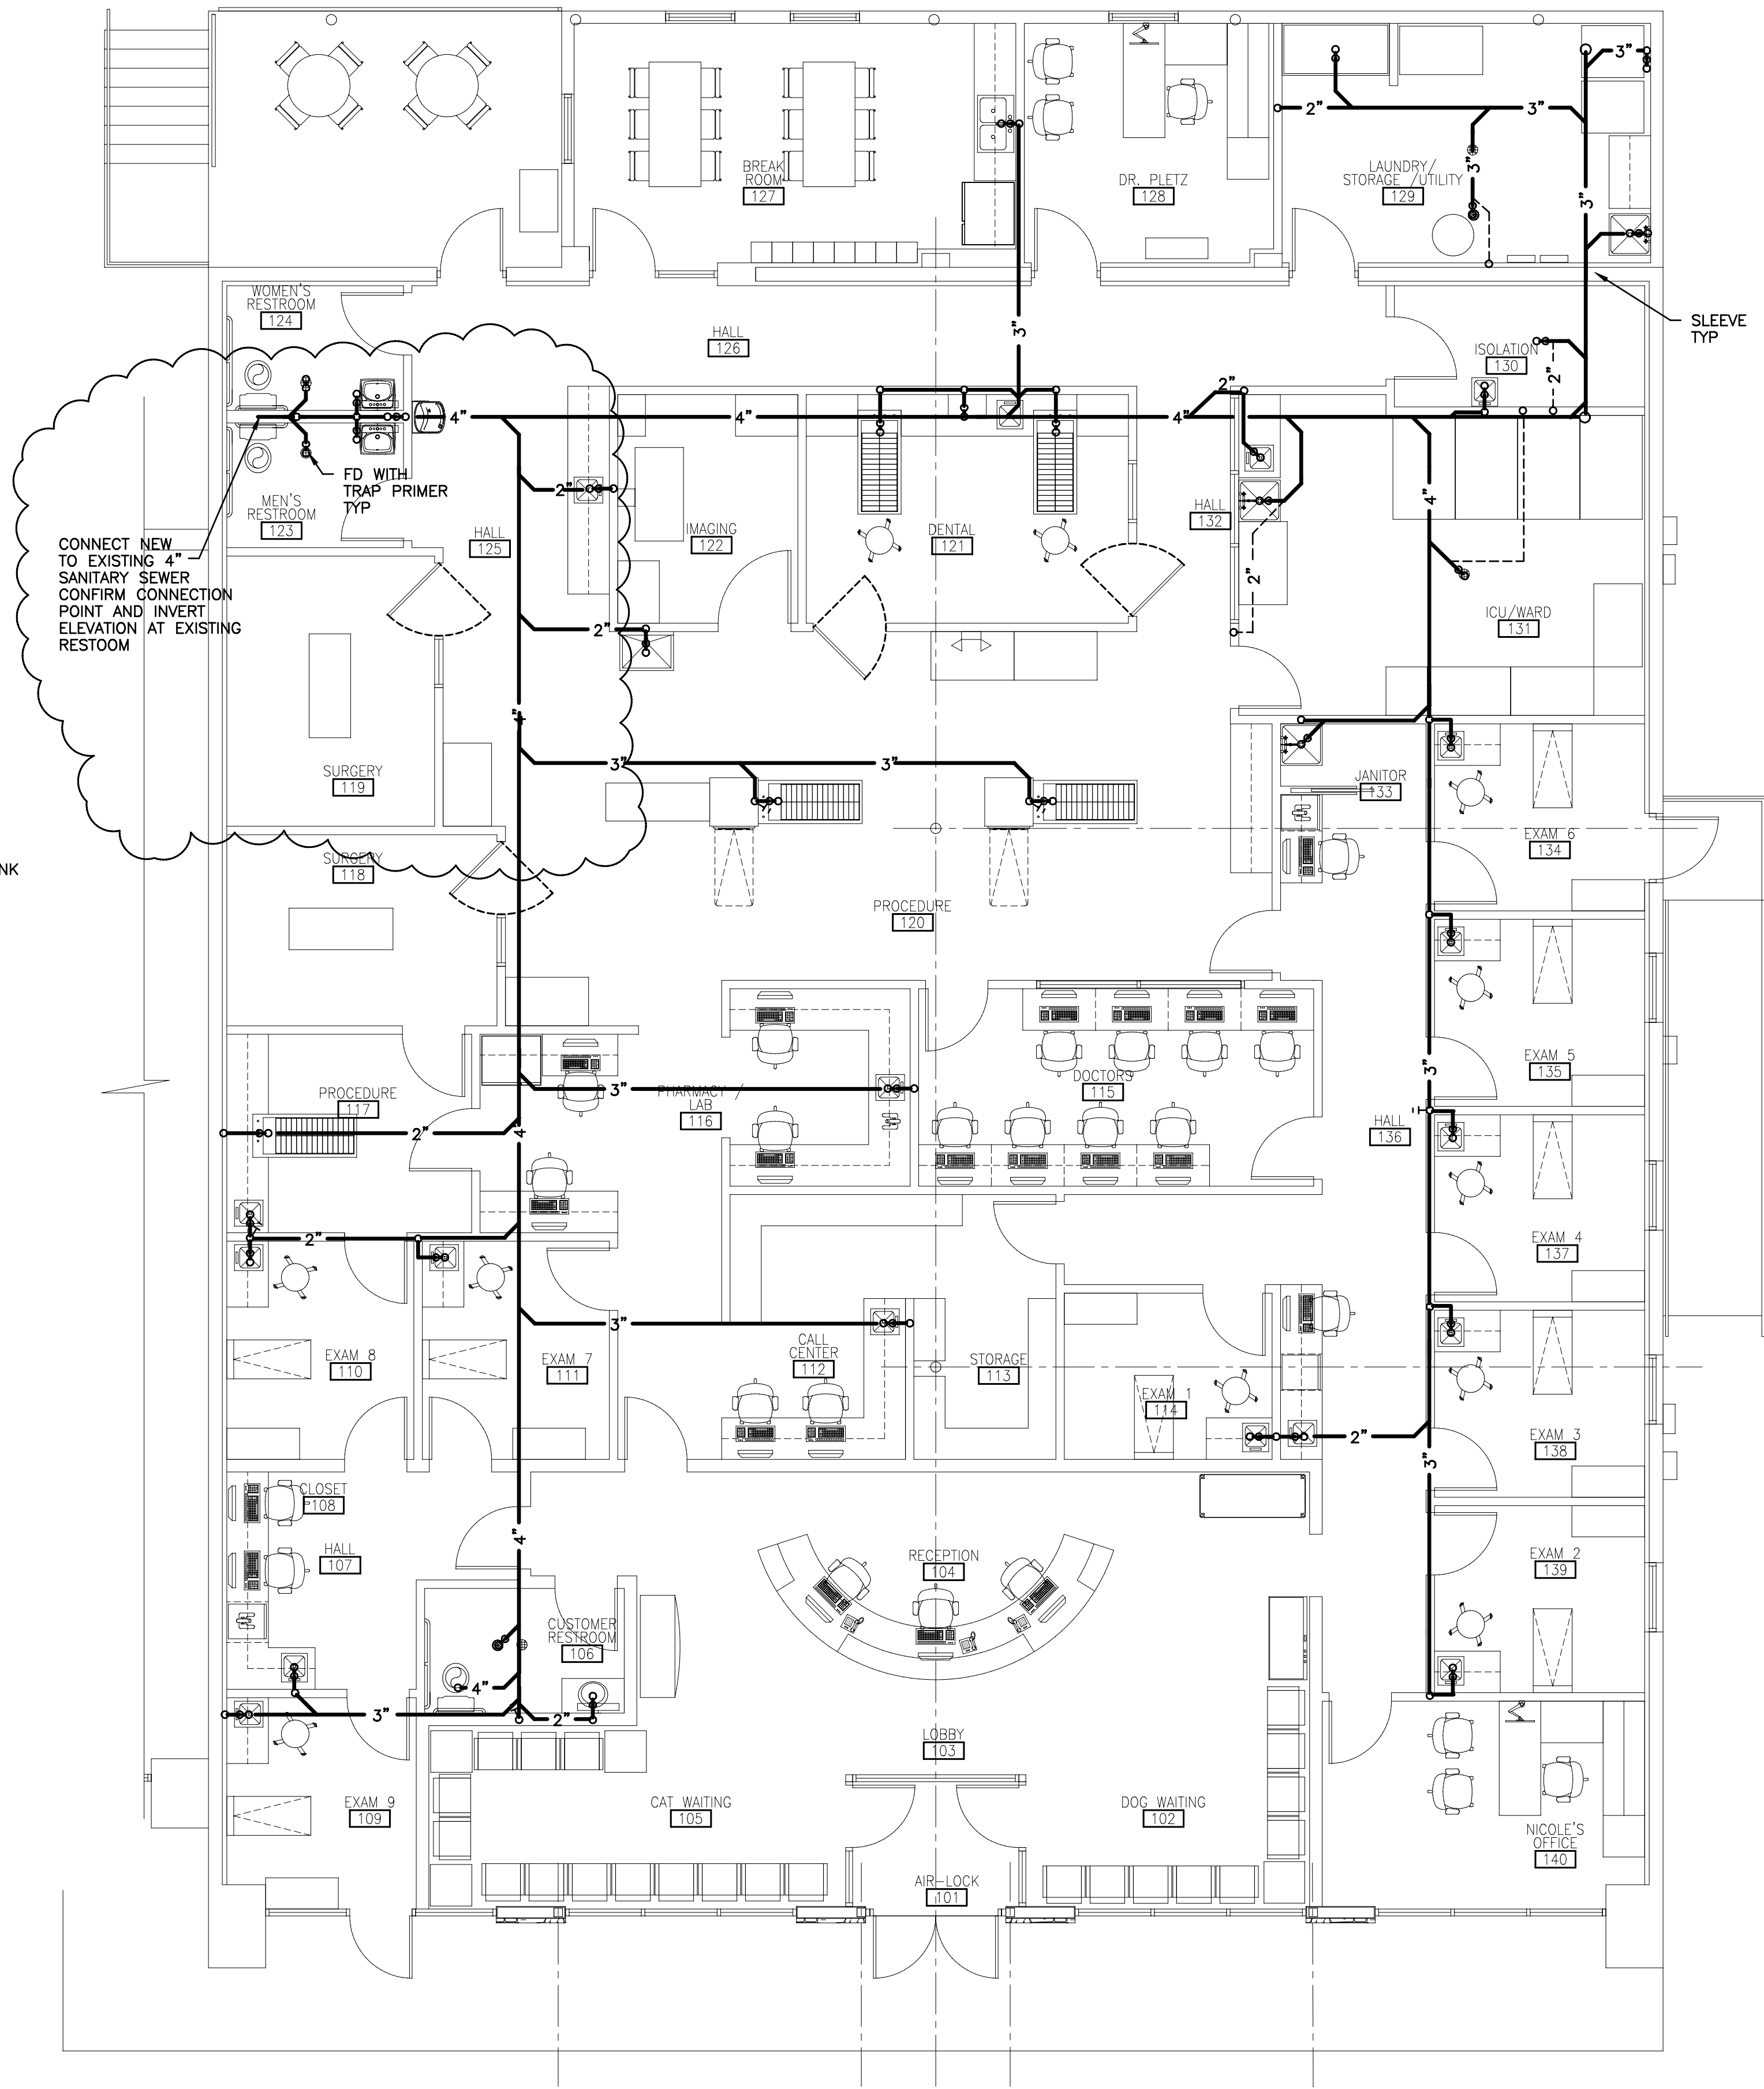 3"
2"
3"
BREAK
ROOM
127
DR. PLETZ
128
LAUNDRY/
STORAGE /UTILITY
129
3"
3"
WOMEN'S
RESTROOM
124
HALL
126
3"
SLEEVE
TYP
ISOLATION
130
2"
2"
4"
4"
4"
FD WITH
TRAP PRIMER
TYP
MEN'S
RESTROOM
123
2"
HALL
125
IMAGING
122
DENTAL
121
HALL
132
4"
CONNECT NEW
TO EXISTING 4"
SANITARY SEWER
CONFIRM CONNECTION
POINT AND INVERT
ELEVATION AT EXISTING
RESTOOM
2"
2"
ICU/WARD
131
4"
3"
3"
SURGERY
119
JANITOR
133
EXAM 6
134
NK
SURGERY
118
PROCEDURE
120
EXAM 5
135
3"
DOCTORS
115
3"
PROCEDURE
117
PHARMACY /
LAB
116
2"
4"
HALL
136
2"
EXAM 4
137
3"
EXAM 8
110
EXAM 7
111
CALL
CENTER
112
STORAGE
113
EXAM 1
114
2"
EXAM 3
138
3"
CLOSET
108
4"
HALL
107
RECEPTION
104
EXAM 2
139
CUSTOMER
RESTROOM
106
4"
3"
2"
LOBBY
103
EXAM 9
109
CAT WAITING
105
DOG WAITING
102
NICOLE'S
OFFICE
140
AIR-LOCK
101